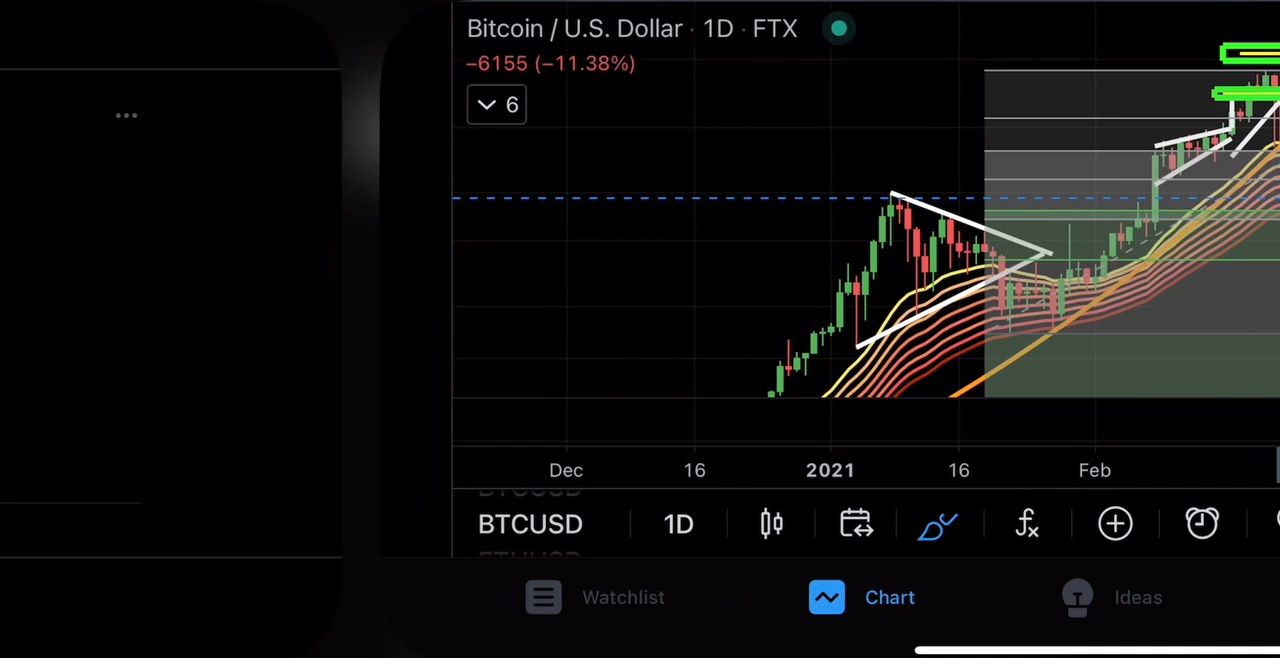 Bitcoin / U.S. Dollar · 1D · FTX
−6155 (−11.38%)
6
Dec 16 2021 16 Feb
BTCUSD 1D
Watchlist Chart Ideas